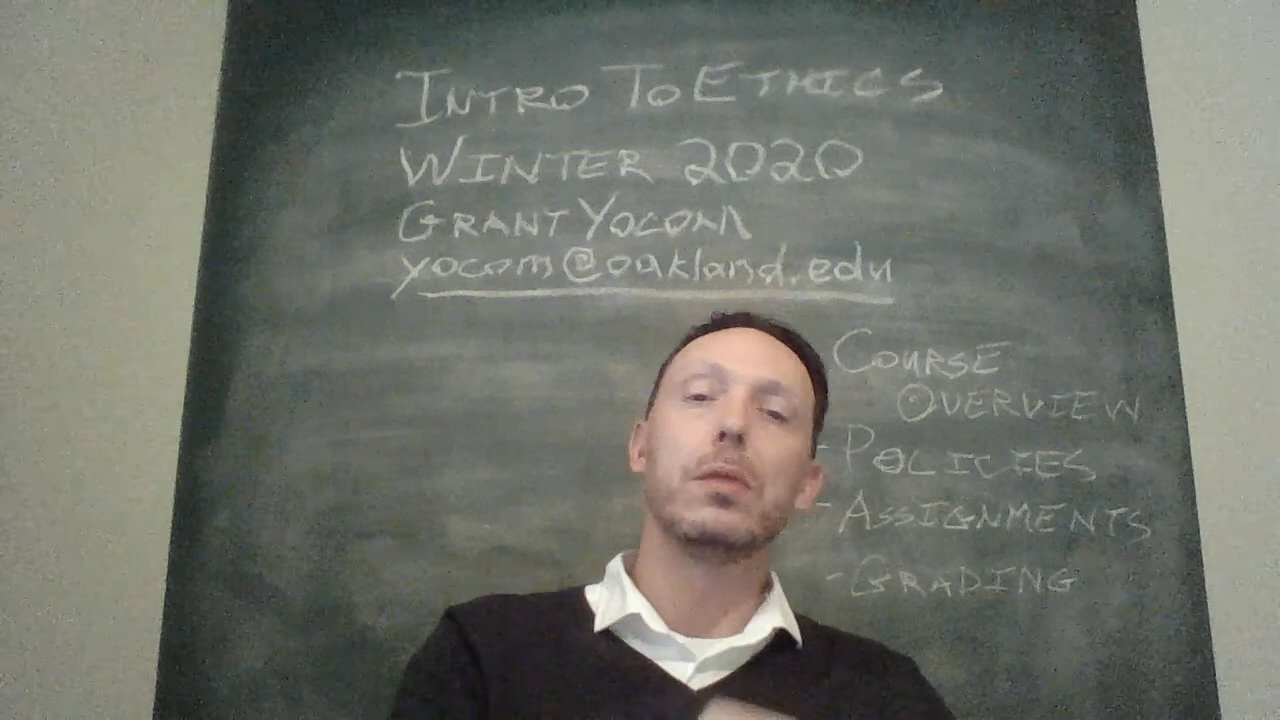 INTRO TO ETHICS
WINTER 2020
GRANT YOCOM
yocom@oakland.edu
COURSE
OVERVIEW
-POLICIES
-ASSIGNMENTS
-GRADING